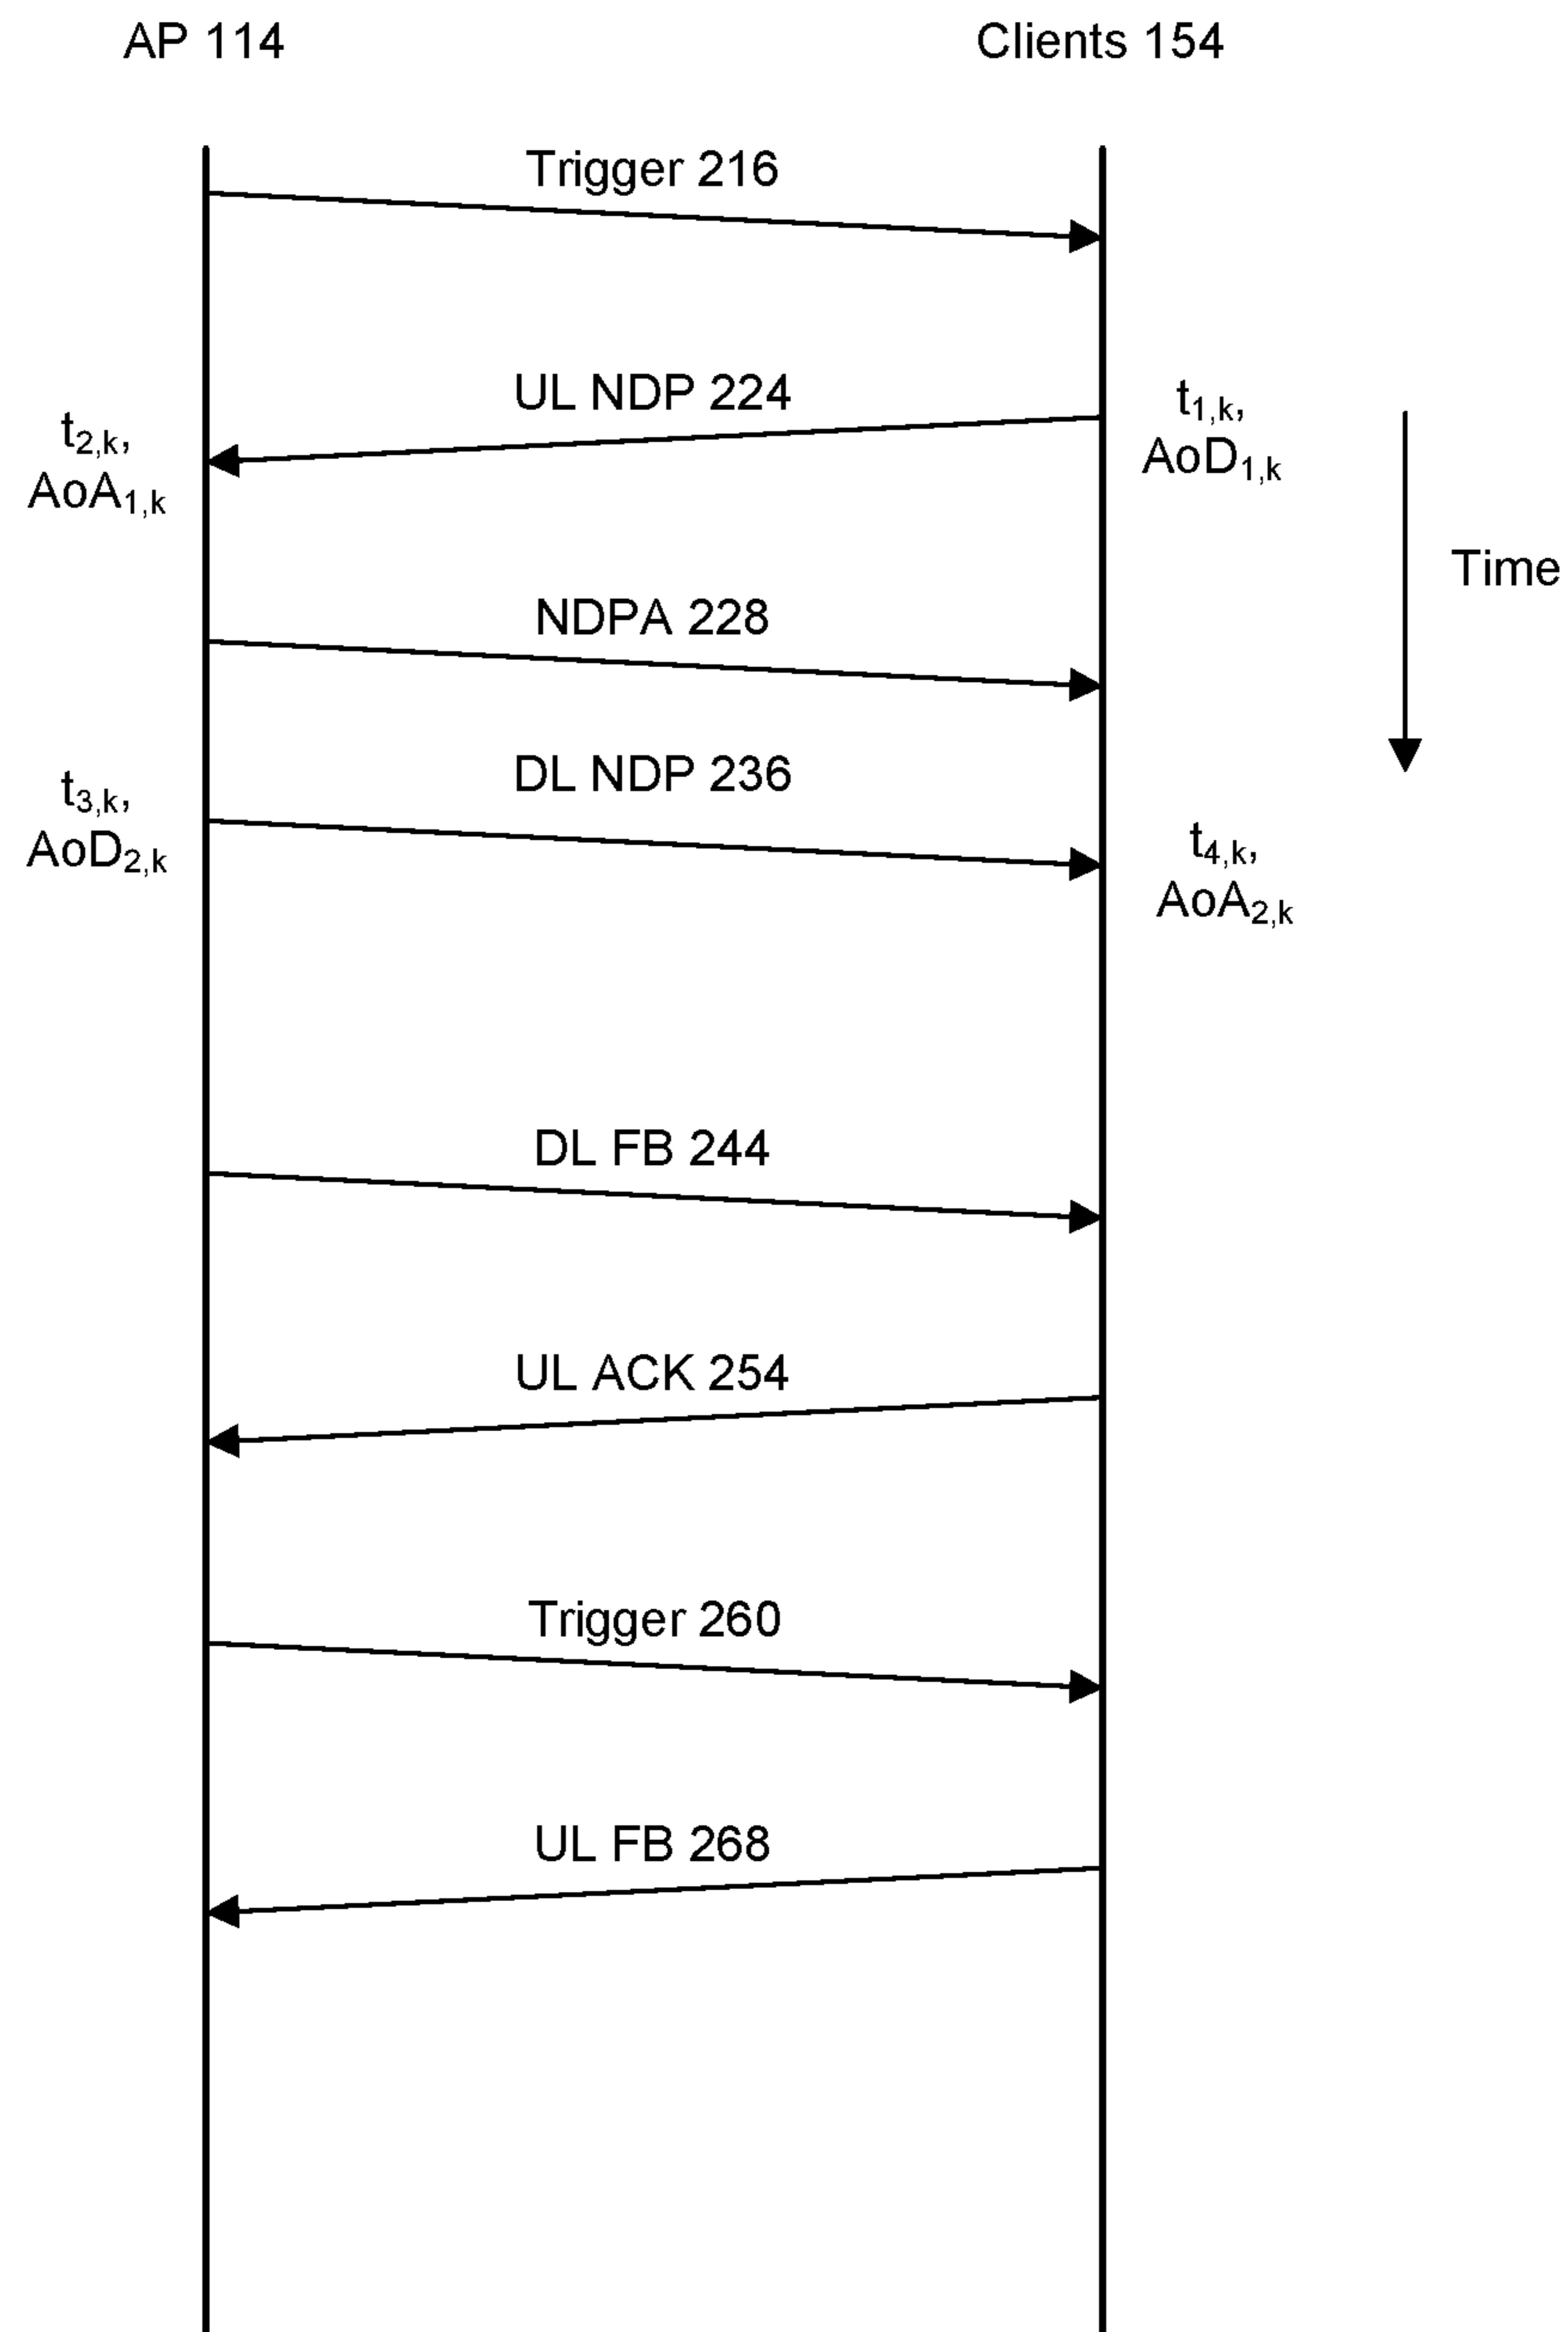 AP 114
Clients 154
Trigger 216
UL NDP 224
t1,k,
AoD1,k
t2,k,
AoA1,k
Time
NDPA 228
DL NDP 236
t3,k,
AoD2,k
t4,k,
AoA2,k
DL FB 244
UL ACK 254
Trigger 260
UL FB 268